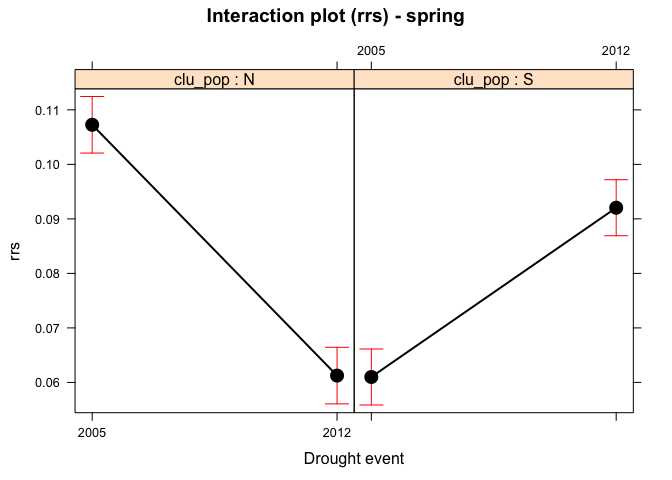 Interaction plot (rrs) - spring
2005 2012
clu_pop : N clu_pop : S
0.11
0.10
0.09
0.08
0.07
0.06
rrs
2005 2012
Drought event